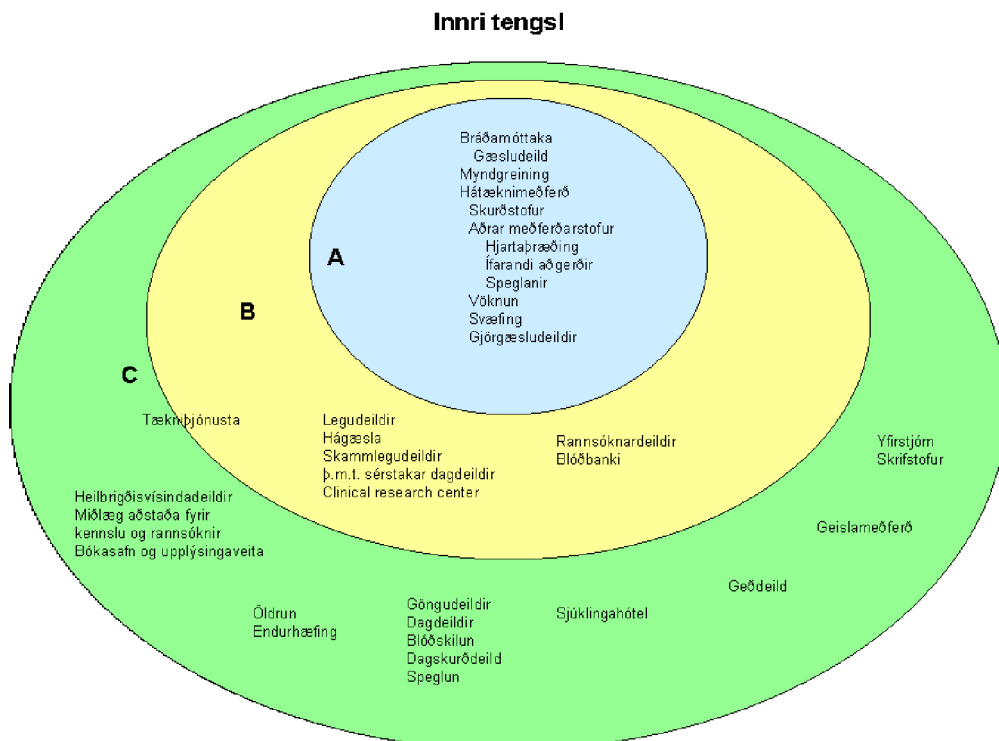 Innri tengsl
Bráðamóttaka
Gæsludeild
Myndgreining
Hátæknimeðferð
Skurðstofur
Aðrar meðferðarstofur
Hjartaþræðing
Ífarandi aðgerðir
Speglanir
Vöknun
Svæfing
Gjörgæsludeildir
A
B
C
Tækniþjónusta
Legudeildir
Hágæsla
Skammlegudeildir
þ.m.t. sérstakar dagdeildir
Clinical research center
Rannsóknardeildir
Blóðbanki
Yfirstjórn
Skrifstofur
Heilbrigðisvísindadeildir
Miðlæg aðstaða fyrir
kennslu og rannsóknir
Bókasafn og upplýsingaveita
Geislameðferð
Geðdeild
Öldrun
Endurhæfing
Göngudeildir
Dagdeildir
Blóðskilun
Dagskurðdeild
Speglun
Sjúklingahótel